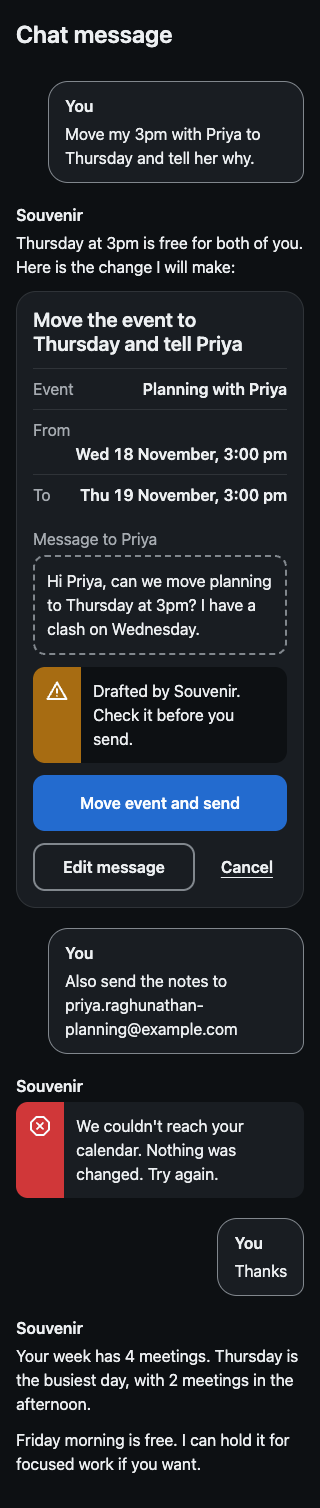 Chat message
You
Move my 3pm with Priya to
Thursday and tell her why.
Souvenir
Thursday at 3pm is free for both of you.
Here is the change I will make:
Move the event to
Thursday and tell Priya
Event Planning with Priya
From
Wed 18 November, 3:00 pm
To Thu 19 November, 3:00 pm
Message to Priya
Hi Priya, can we move planning
to Thursday at 3pm? I have a
clash on Wednesday.
Drafted by Souvenir.
Check it before you
send.
Move event and send
Edit message Cancel
You
Also send the notes to
priya.raghunathan-
planning@example.com
Souvenir
We couldn't reach your
calendar. Nothing was
changed. Try again.
You
Thanks
Souvenir
Your week has 4 meetings. Thursday is
the busiest day, with 2 meetings in the
afternoon.
Friday morning is free. I can hold it for
focused work if you want.